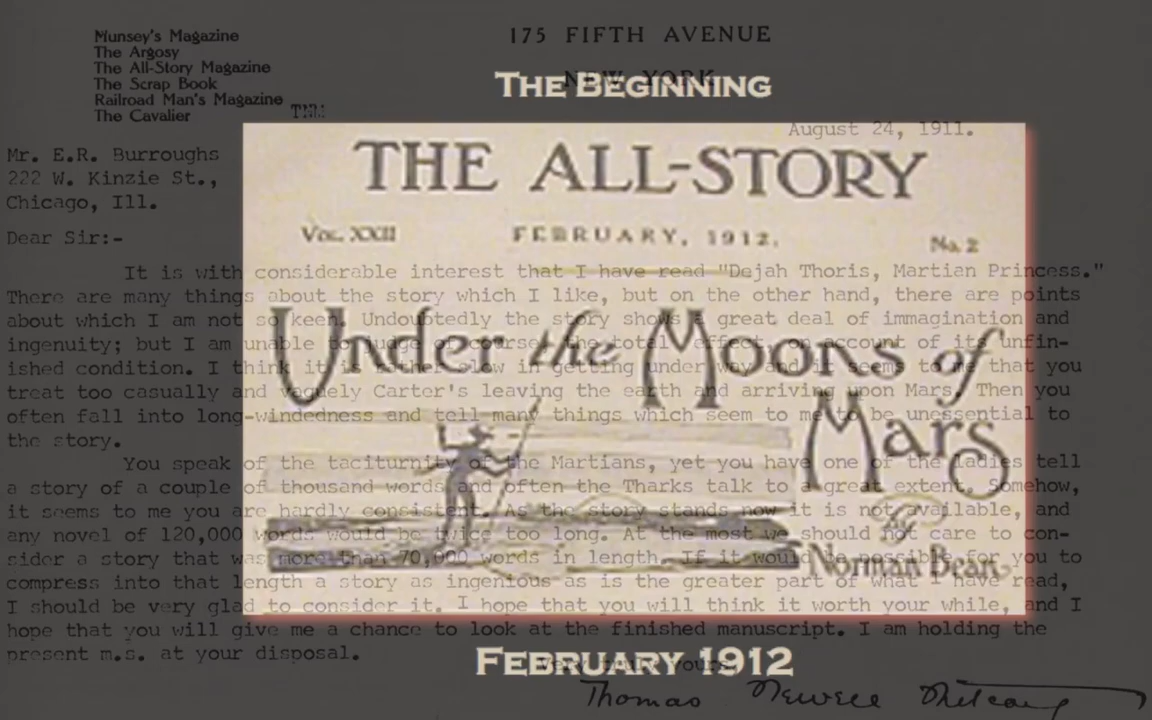 Munsey's Magazine
The Argosy
The All-Story Magazine
The Scrap Book
Railroad Man's Magazine
The Cavalier
TNM
175 FIFTH AVENUE
NEW YORK
THE BEGINNING
August 24, 1911.
Mr. E.R. Burroughs
222 W. Kinzie St.,
Chicago, Ill.
Dear Sir:-
It is with considerable interest that I have read "Dejah Thoris, Martian Princess."
There are many things about the story which I like, but on the other hand, there are points
about which I am not so keen. Undoubtedly the story shows a great deal of immagination and
ingenuity; but I am unable to judge of course the total effect, on account of its unfin-
ished condition. I think it is rather slow in getting under way and it seems to me that you
treat too casually and vaguely Carter's leaving the earth and arriving upon Mars. Then you
often fall into long-windedness and tell many things which seem to me to be unessential to
the story.
You speak of the taciturnity of the Martians, yet you have one of the ladies tell
a story of a couple of thousand words and often the Tharks talk to a great extent. Somehow,
it seems to me you are hardly consistent. As the story stands now it is not available, and
any novel of 120,000 words would be twice too long. At the most we should not care to con-
sider a story that was more than 70,000 words in length. If it would be possible for you to
compress into that length a story as ingenious as is the greater part of what I have read,
I should be very glad to consider it. I hope that you will think it worth your while, and I
hope that you will give me a chance to look at the finished manuscript. I am holding the
present m.s. at your disposal.
Very truly yours,
Thomas Newell Metcalf
THE ALL-STORY
VOL. XXII
FEBRUARY, 1912.
No. 2
Under the Moons of
Mars
By
Norman Bean
FEBRUARY 1912